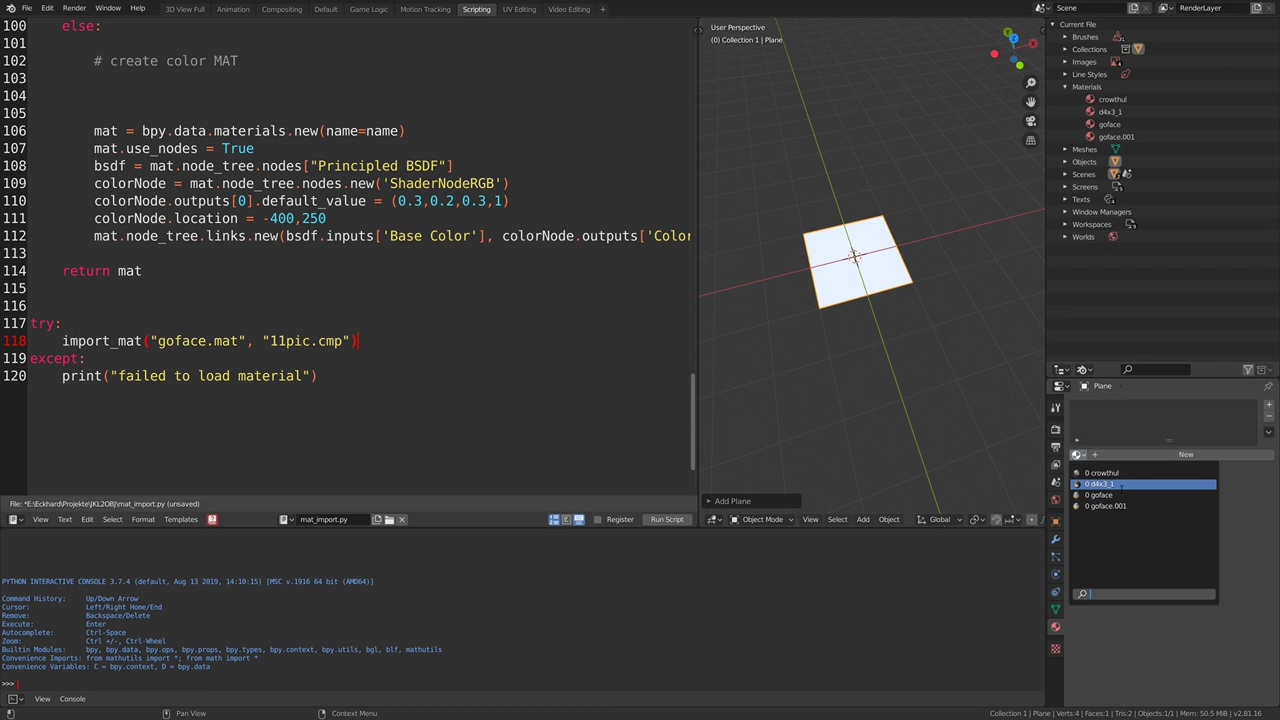 File Edit Render Window Help
3D View Full Animation Compositing Default Game Logic Motion Tracking Scripting UV Editing Video Editing +
Scene
RenderLayer
100 else:
101
102 # create color MAT
103
104
105
106 mat = bpy.data.materials.new(name=name)
107 mat.use_nodes = True
108 bsdf = mat.node_tree.nodes["Principled BSDF"]
109 colorNode = mat.node_tree.nodes.new('ShaderNodeRGB')
110 colorNode.outputs[0].default_value = (0.3,0.2,0.3,1)
111 colorNode.location = -400,250
112 mat.node_tree.links.new(bsdf.inputs['Base Color'], colorNode.outputs['Color
113
114 return mat
115
116
117 try:
118 import_mat("goface.mat", "11pic.cmp")
119 except:
120 print("failed to load material")
File: *E:\Eckhard\Projekte\JKL2OBJ\mat_import.py (unsaved)
View Text Edit Select Format Templates
mat_import.py
Register
Run Script
User Perspective
(0) Collection 1 | Plane
Z
Add Plane
Object Mode View Select Add Object Global
PYTHON INTERACTIVE CONSOLE 3.7.4 (default, Aug 13 2019, 14:10:15) [MSC v.1916 64 bit (AMD64)]
Command History: Up/Down Arrow
Cursor: Left/Right Home/End
Remove: Backspace/Delete
Execute: Enter
Autocomplete: Ctrl-Space
Zoom: Ctrl +/-, Ctrl-Wheel
Builtin Modules: bpy, bpy.data, bpy.ops, bpy.props, bpy.types, bpy.context, bpy.utils, bgl, blf, mathutils
Convenience Imports: from mathutils import *; from math import *
Convenience Variables: C = bpy.context, D = bpy.data
>>>
View Console
Current File
Brushes
Collections
Images
Line Styles
Materials
crowthul
d4x3_1
goface
goface.001
Meshes
Objects
Scenes
Screens
Texts
Window Managers
Workspaces
Worlds
Plane
New
0 crowthul
0 d4x3_1
0 goface
0 goface.001
Pan View
Context Menu
Collection 1 | Plane | Verts:4 | Faces:1 | Tris:2 | Objects:1/1 | Mem: 50.5 MiB | v2.81.16